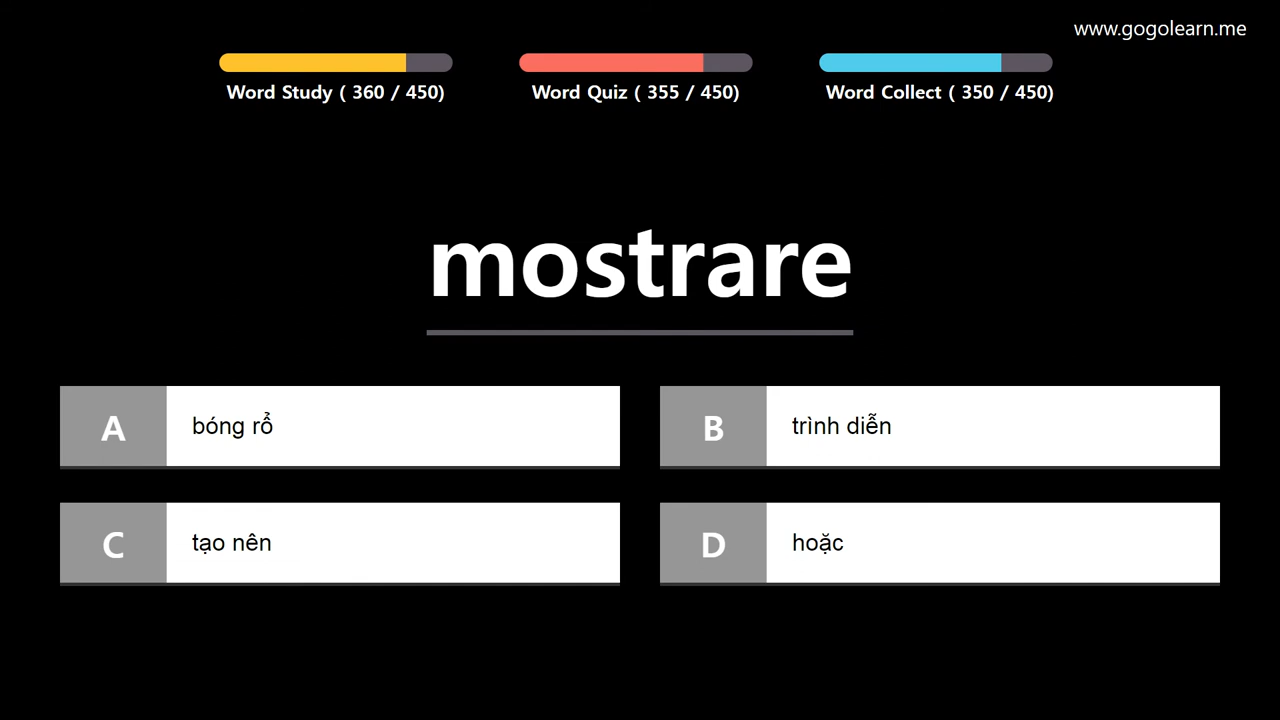 www.gogolearn.me
Word Study ( 360 / 450)
Word Quiz ( 355 / 450)
Word Collect ( 350 / 450)
mostrare
A
bóng rổ
B
trình diễn
C
tạo nên
D
hoặc